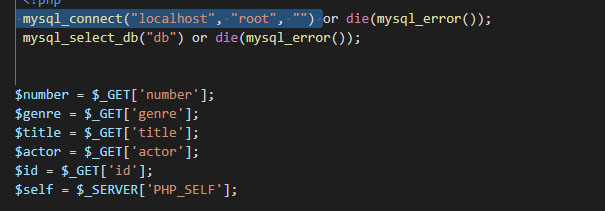 <?php
mysql_connect("localhost", "root", "") or die(mysql_error());
mysql_select_db("db") or die(mysql_error());
$number = $_GET['number'];
$genre = $_GET['genre'];
$title = $_GET['title'];
$actor = $_GET['actor'];
$id = $_GET['id'];
$self = $_SERVER['PHP_SELF'];